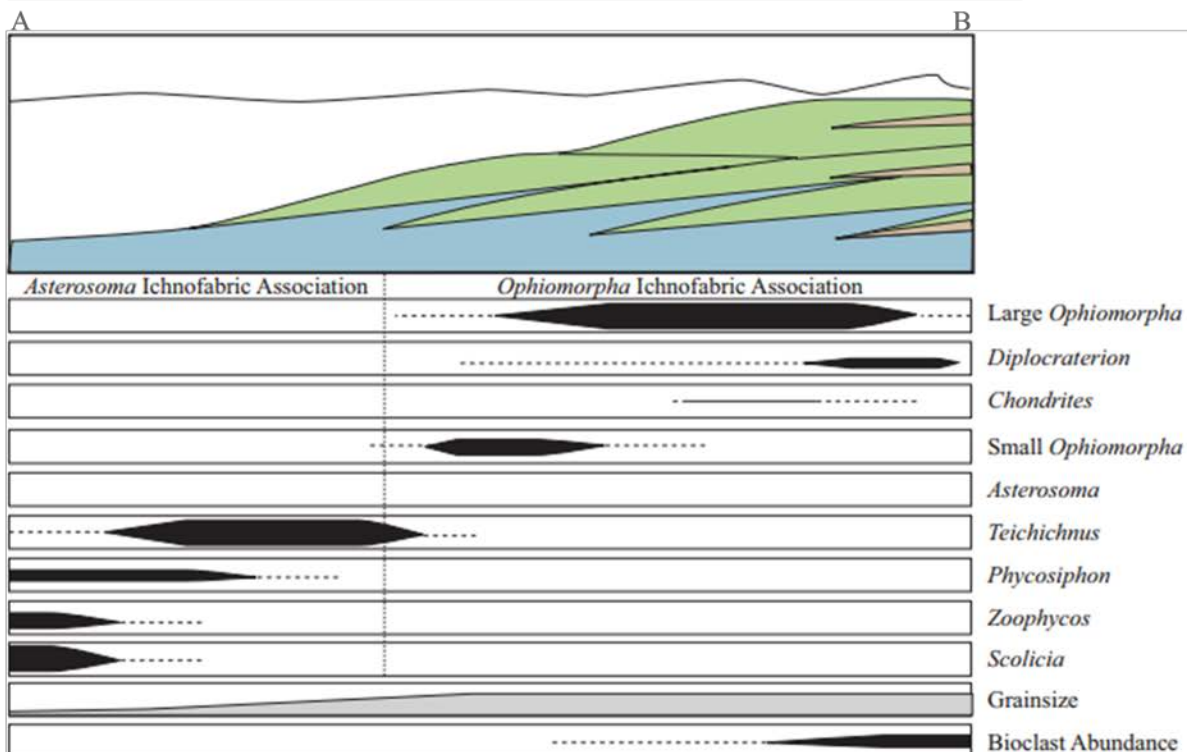 A B
Asterosoma Ichnofabric Association Ophiomorpha Ichnofabric Association
Large Ophiomorpha
Diplocraterion
Chondrites
Small Ophiomorpha
Asterosoma
Teichichnus
Phycosiphon
Zoophycos
Scolicia
Grainsize
Bioclast Abundance